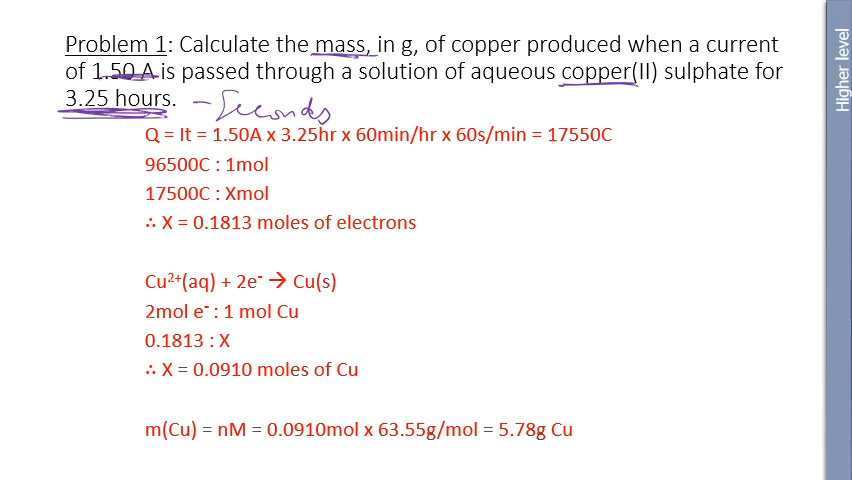 Problem 1: Calculate the mass, in g, of copper produced when a current
of 1.50 A is passed through a solution of aqueous copper(II) sulphate for
3.25 hours. - Seconds
Q = It = 1.50A x 3.25hr x 60min/hr x 60s/min = 17550C
96500C : 1mol
17500C : Xmol
∴ X = 0.1813 moles of electrons
Cu²⁺(aq) + 2e⁻ → Cu(s)
2mol e⁻ : 1 mol Cu
0.1813 : X
∴ X = 0.0910 moles of Cu
m(Cu) = nM = 0.0910mol x 63.55g/mol = 5.78g Cu
Higher level